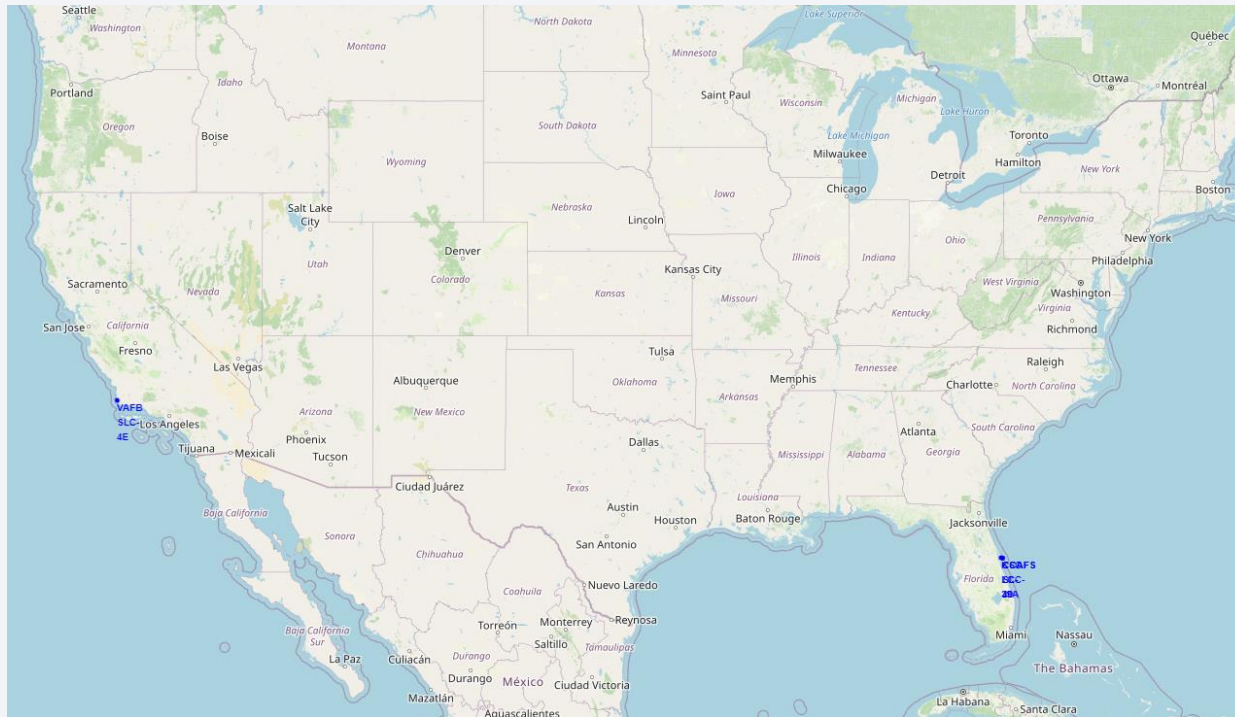 Seattle
Washington
Portland
Oregon
Idaho
Boise
Montana
North Dakota
South Dakota
Wyoming
Nebraska
Lincoln
Minnesota
Saint Paul
Lake Superior
Wisconsin
Milwaukee
Lake Michigan
Michigan
Lake Huron
Chicago
Detroit
Toronto
Hamilton
Ottawa
Montréal
Québec
New York
Boston
Iowa
Salt Lake
City
Utah
Nevada
Denver
Colorado
Sacramento
San Jose
California
Fresno
Las Vegas
Kansas
Kansas City
Missouri
Illinois
Indiana
Ohio
Pennsylvania
New York
Philadelphia
West Virginia
Washington
Virginia
Richmond
Kentucky
VAFB
SLC-
4E
Los Angeles
Tijuana
Mexicali
Arizona
Phoenix
Tucson
Albuquerque
New Mexico
Tulsa
Oklahoma
Arkansas
Memphis
Tennessee
Charlotte
Raleigh
North Carolina
South Carolina
Atlanta
Georgia
Alabama
Mississippi
Dallas
Texas
Louisiana
Baton Rouge
Austin
Houston
San Antonio
Ciudad Juárez
Baja California
Sonora
Chihuahua
Coahuila
Nuevo Laredo
Reynosa
Jacksonville
Florida
Miami
Nassau
The Bahamas
Baja California
Sur
La Paz
Culiacán
Mazatlán
Durango
Durango
Torreón
Monterrey
Saltillo
Tamaulipas
México
Ciudad Victoria
Aguascalientes
La Habana
Santa Clara